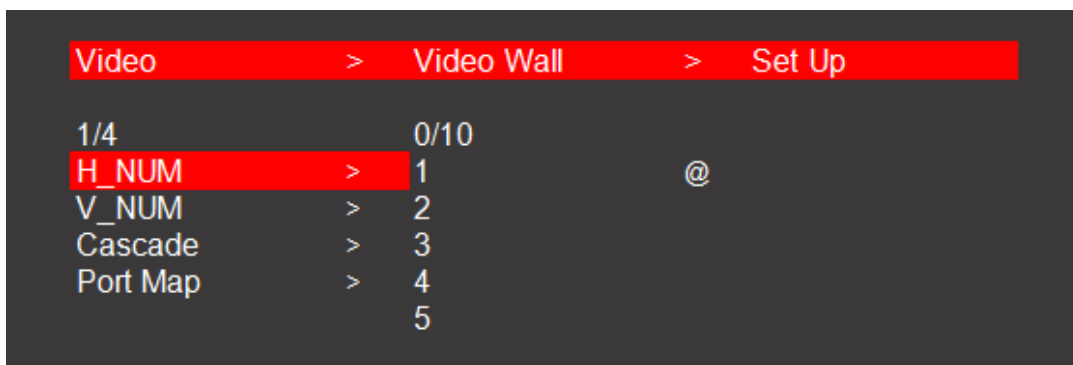 Video > Video Wall > Set Up
1/4 0/10
H_NUM > 1 @
V_NUM > 2
Cascade > 3
Port Map > 4
5